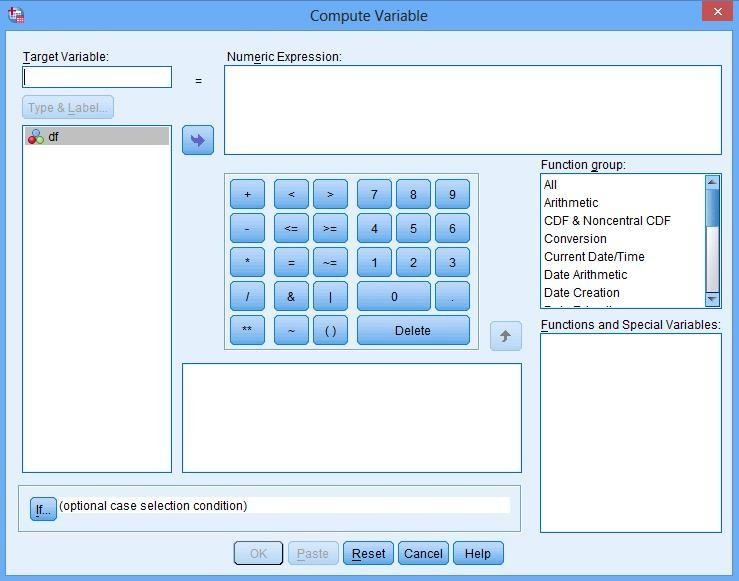 Compute Variable
Target Variable:
Numeric Expression:
=
Type & Label...
df
Function group:
All
Arithmetic
CDF & Noncentral CDF
Conversion
Current Date/Time
Date Arithmetic
Date Creation
+ < > 7 8 9
- <= >= 4 5 6
* = ~= 1 2 3
/ & | 0 .
** ~ ( ) Delete
Functions and Special Variables:
If... (optional case selection condition)
OK Paste Reset Cancel Help